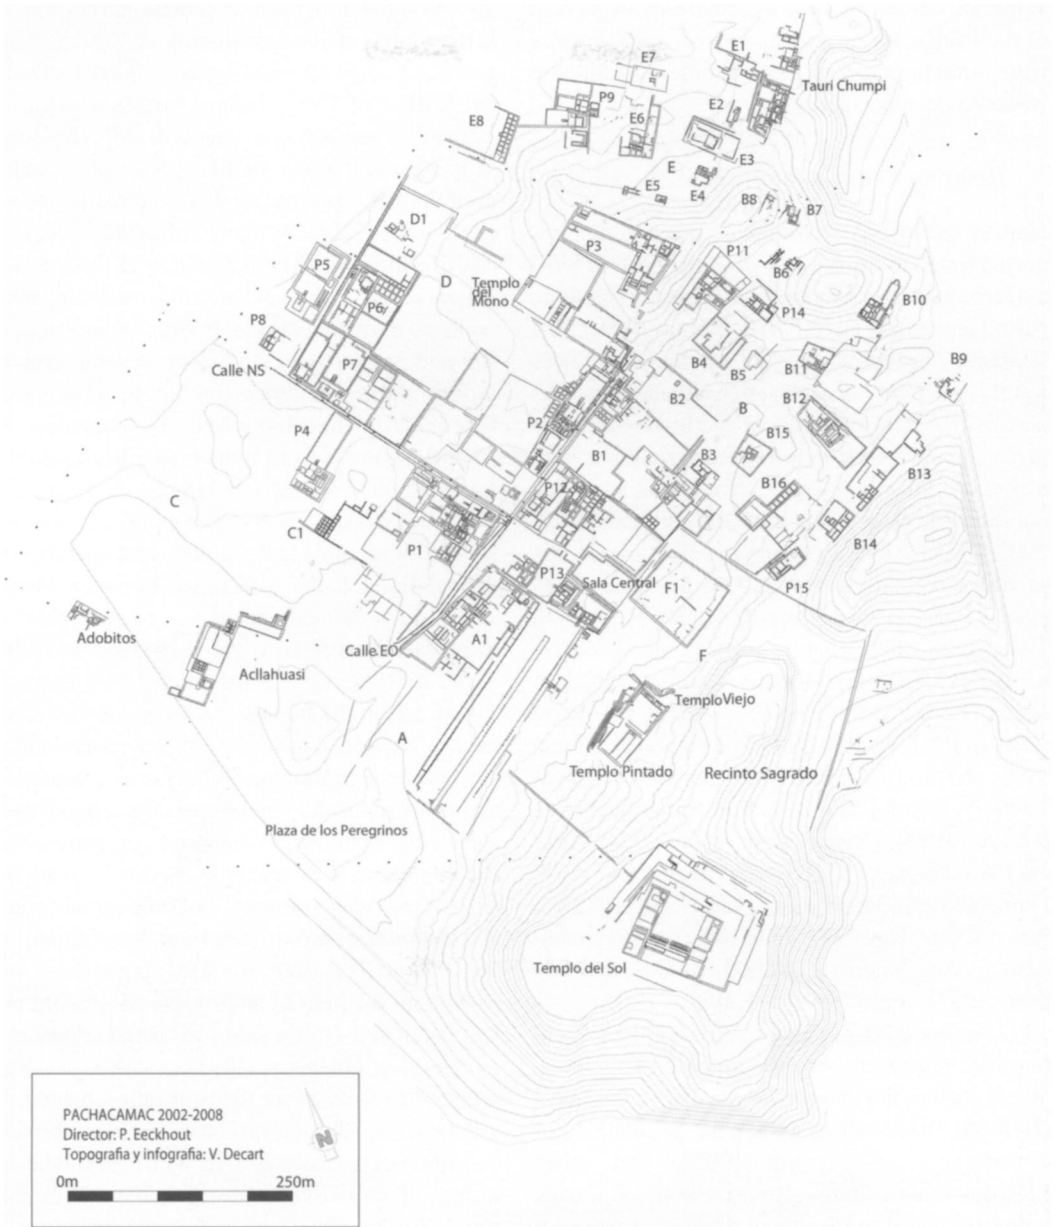 E1
E7
Tauri Chumpi
P9
E2
E8
E6
E3
E
E5
E4
B8
B7
D1
P3
P11
P5
B6
D
Templo
del
Mono
P6
B10
P14
P8
B4
P7
B11
B9
B5
Calle NS
B2
B12
B
P2
P4
B15
B1
B3
B13
B16
P12
C
C1
B14
P1
P13
Sala Central
P15
F1
Adobitos
A1
Calle EO
F
Acllahuasi
TemploViejo
A
Templo Pintado
Recinto Sagrado
Plaza de los Peregrinos
Templo del Sol
PACHACAMAC 2002-2008
Director: P. Eeckhout
Topografia y infografia: V. Decart
N
0m 250m